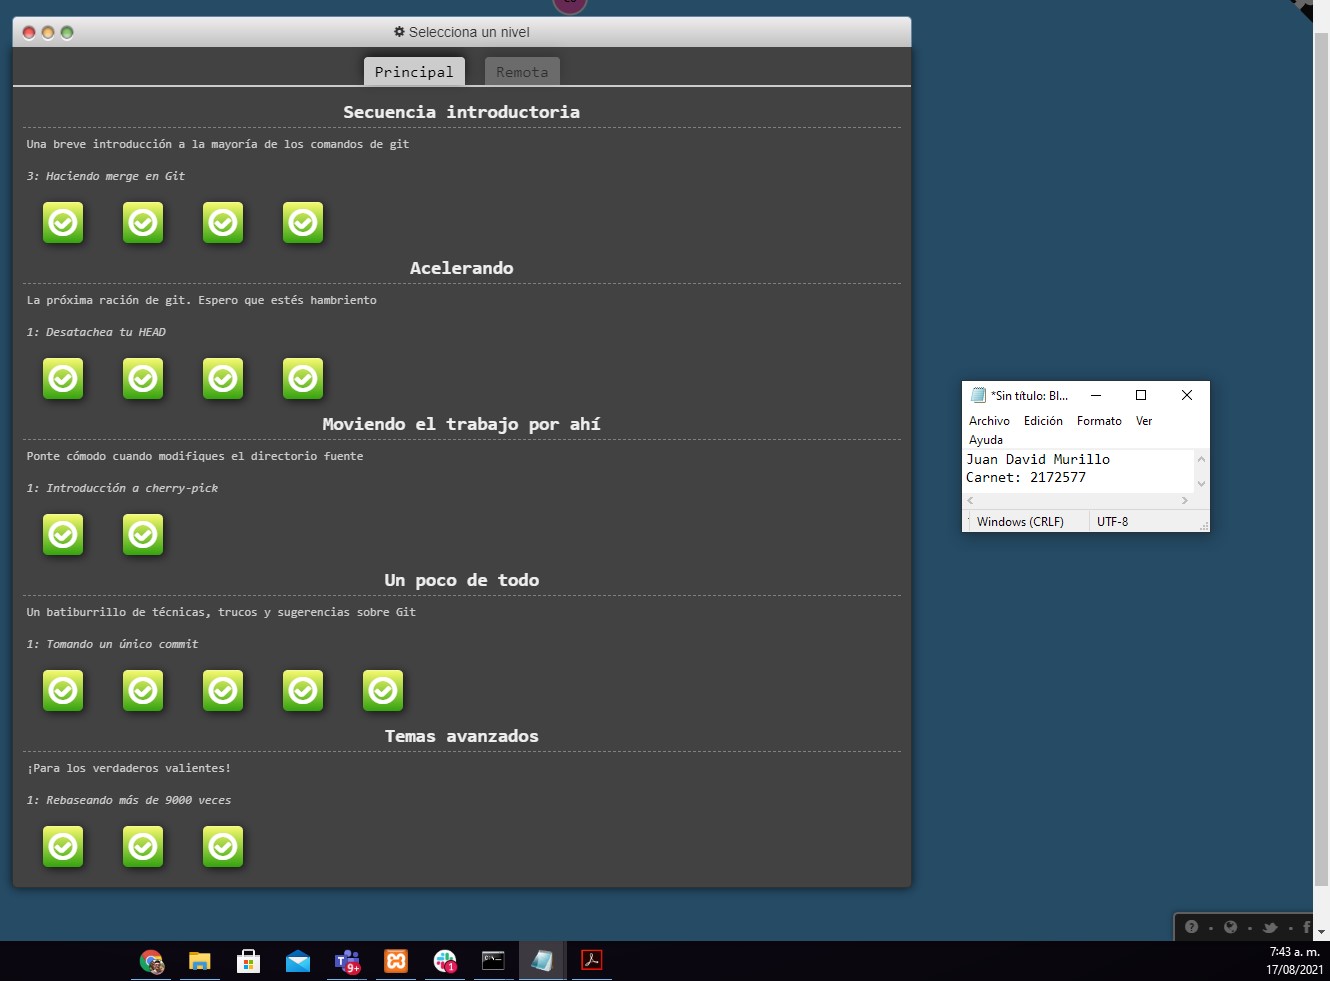 Selecciona un nivel
Principal
Remota
Secuencia introductoria
Una breve introducción a la mayoría de los comandos de git
3: Haciendo merge en Git
Acelerando
La próxima ración de git. Espero que estés hambriento
1: Desatachea tu HEAD
Moviendo el trabajo por ahí
Ponte cómodo cuando modifiques el directorio fuente
1: Introducción a cherry-pick
Un poco de todo
Un batiburrillo de técnicas, trucos y sugerencias sobre Git
1: Tomando un único commit
Temas avanzados
¡Para los verdaderos valientes!
1: Rebaseando más de 9000 veces
*Sin título: Bl...
Archivo Edición Formato Ver
Ayuda
Juan David Murillo
Carnet: 2172577
Windows (CRLF) UTF-8
9+
1
7:43 a. m.
17/08/2021